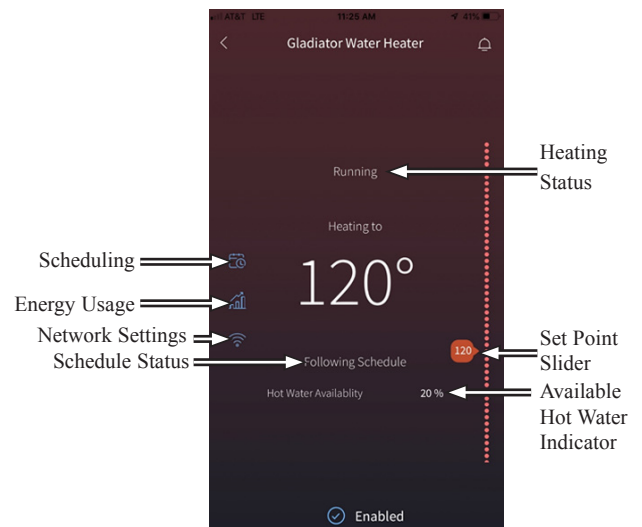 AT&T LTE 11:25 AM 41%
Gladiator Water Heater
Heating
Status
Running
Heating to
120°
Scheduling
Energy Usage
Network Settings
Schedule Status
Following Schedule
120
Set Point
Slider
Hot Water Availablity 20 %
Available
Hot Water
Indicator
Enabled